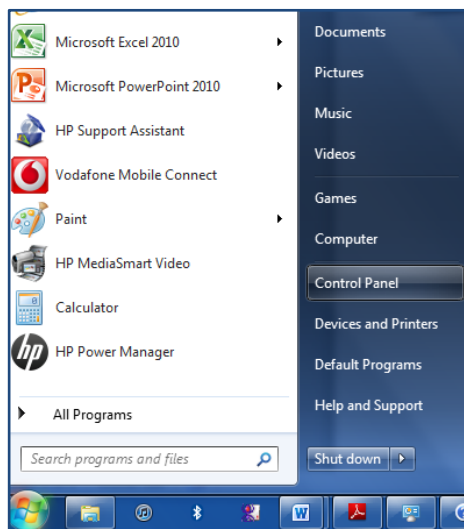 Microsoft Excel 2010
Microsoft PowerPoint 2010
HP Support Assistant
Vodafone Mobile Connect
Paint
HP MediaSmart Video
Calculator
hp
HP Power Manager
All Programs
Search programs and files
Documents
Pictures
Music
Videos
Games
Computer
Control Panel
Devices and Printers
Default Programs
Help and Support
Shut down
W